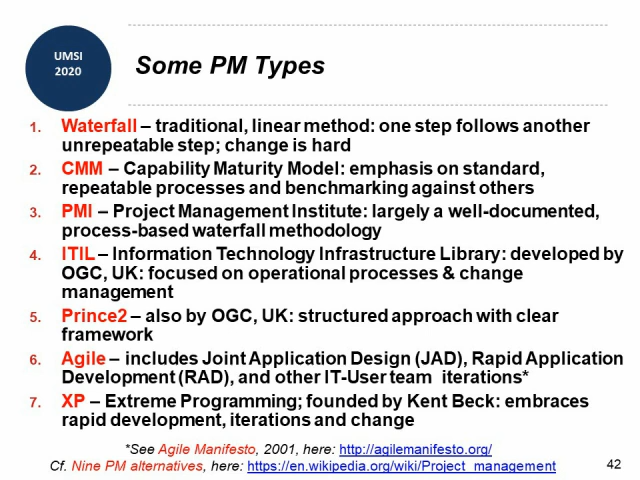 UMSI
2020
Some PM Types
1. Waterfall – traditional, linear method: one step follows another
unrepeatable step; change is hard
2. CMM – Capability Maturity Model: emphasis on standard,
repeatable processes and benchmarking against others
3. PMI – Project Management Institute: largely a well-documented,
process-based waterfall methodology
4. ITIL – Information Technology Infrastructure Library: developed by
OGC, UK: focused on operational processes & change
management
5. Prince2 – also by OGC, UK: structured approach with clear
framework
6. Agile – includes Joint Application Design (JAD), Rapid Application
Development (RAD), and other IT-User team iterations*
7. XP – Extreme Programming; founded by Kent Beck: embraces
rapid development, iterations and change
*See Agile Manifesto, 2001, here: http://agilemanifesto.org/
Cf. Nine PM alternatives, here: https://en.wikipedia.org/wiki/Project_management
42